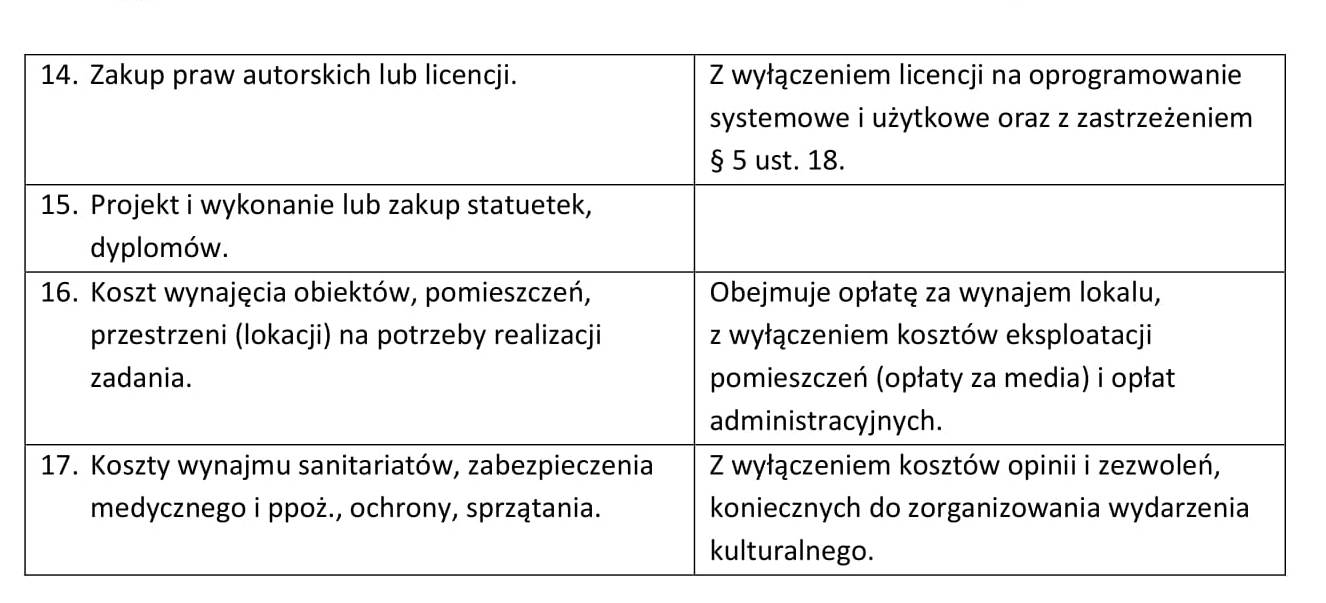 14. Zakup praw autorskich lub licencji.
Z wyłączeniem licencji na oprogramowanie
systemowe i użytkowe oraz z zastrzeżeniem
§ 5 ust. 18.
15. Projekt i wykonanie lub zakup statuetek,
dyplomów.
16. Koszt wynajęcia obiektów, pomieszczeń,
przestrzeni (lokacji) na potrzeby realizacji
zadania.
Obejmuje opłatę za wynajem lokalu,
z wyłączeniem kosztów eksploatacji
pomieszczeń (opłaty za media) i opłat
administracyjnych.
17. Koszty wynajmu sanitariatów, zabezpieczenia
medycznego i ppoż., ochrony, sprzątania.
Z wyłączeniem kosztów opinii i zezwoleń,
koniecznych do zorganizowania wydarzenia
kulturalnego.